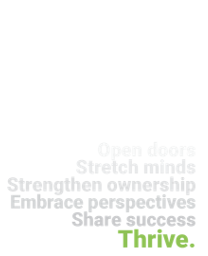 Open doors
Stretch minds
Strengthen ownership
Embrace perspectives
Share success
Thrive.